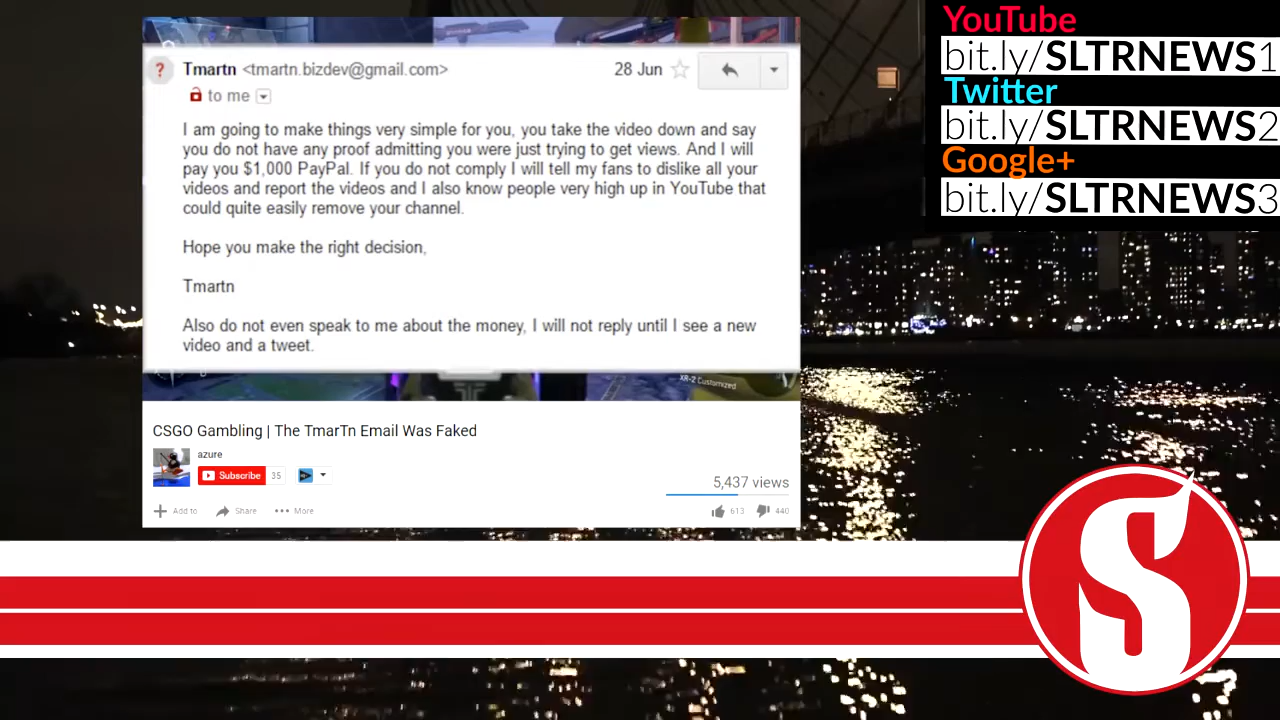 Tmartn <tmartn.bizdev@gmail.com>
28 Jun
to me
I am going to make things very simple for you, you take the video down and say
you do not have any proof admitting you were just trying to get views. And I will
pay you $1,000 PayPal. If you do not comply I will tell my fans to dislike all your
videos and report the videos and I also know people very high up in YouTube that
could quite easily remove your channel.
Hope you make the right decision,
Tmartn
Also do not even speak to me about the money, I will not reply until I see a new
video and a tweet.
XR-2 Customized
CSGO Gambling | The TmarTn Email Was Faked
azure
Subscribe 35
5,437 views
Add to Share More
613 440
YouTube
bit.ly/SLTRNEWS1
Twitter
bit.ly/SLTRNEWS2
Google+
bit.ly/SLTRNEWS3
S